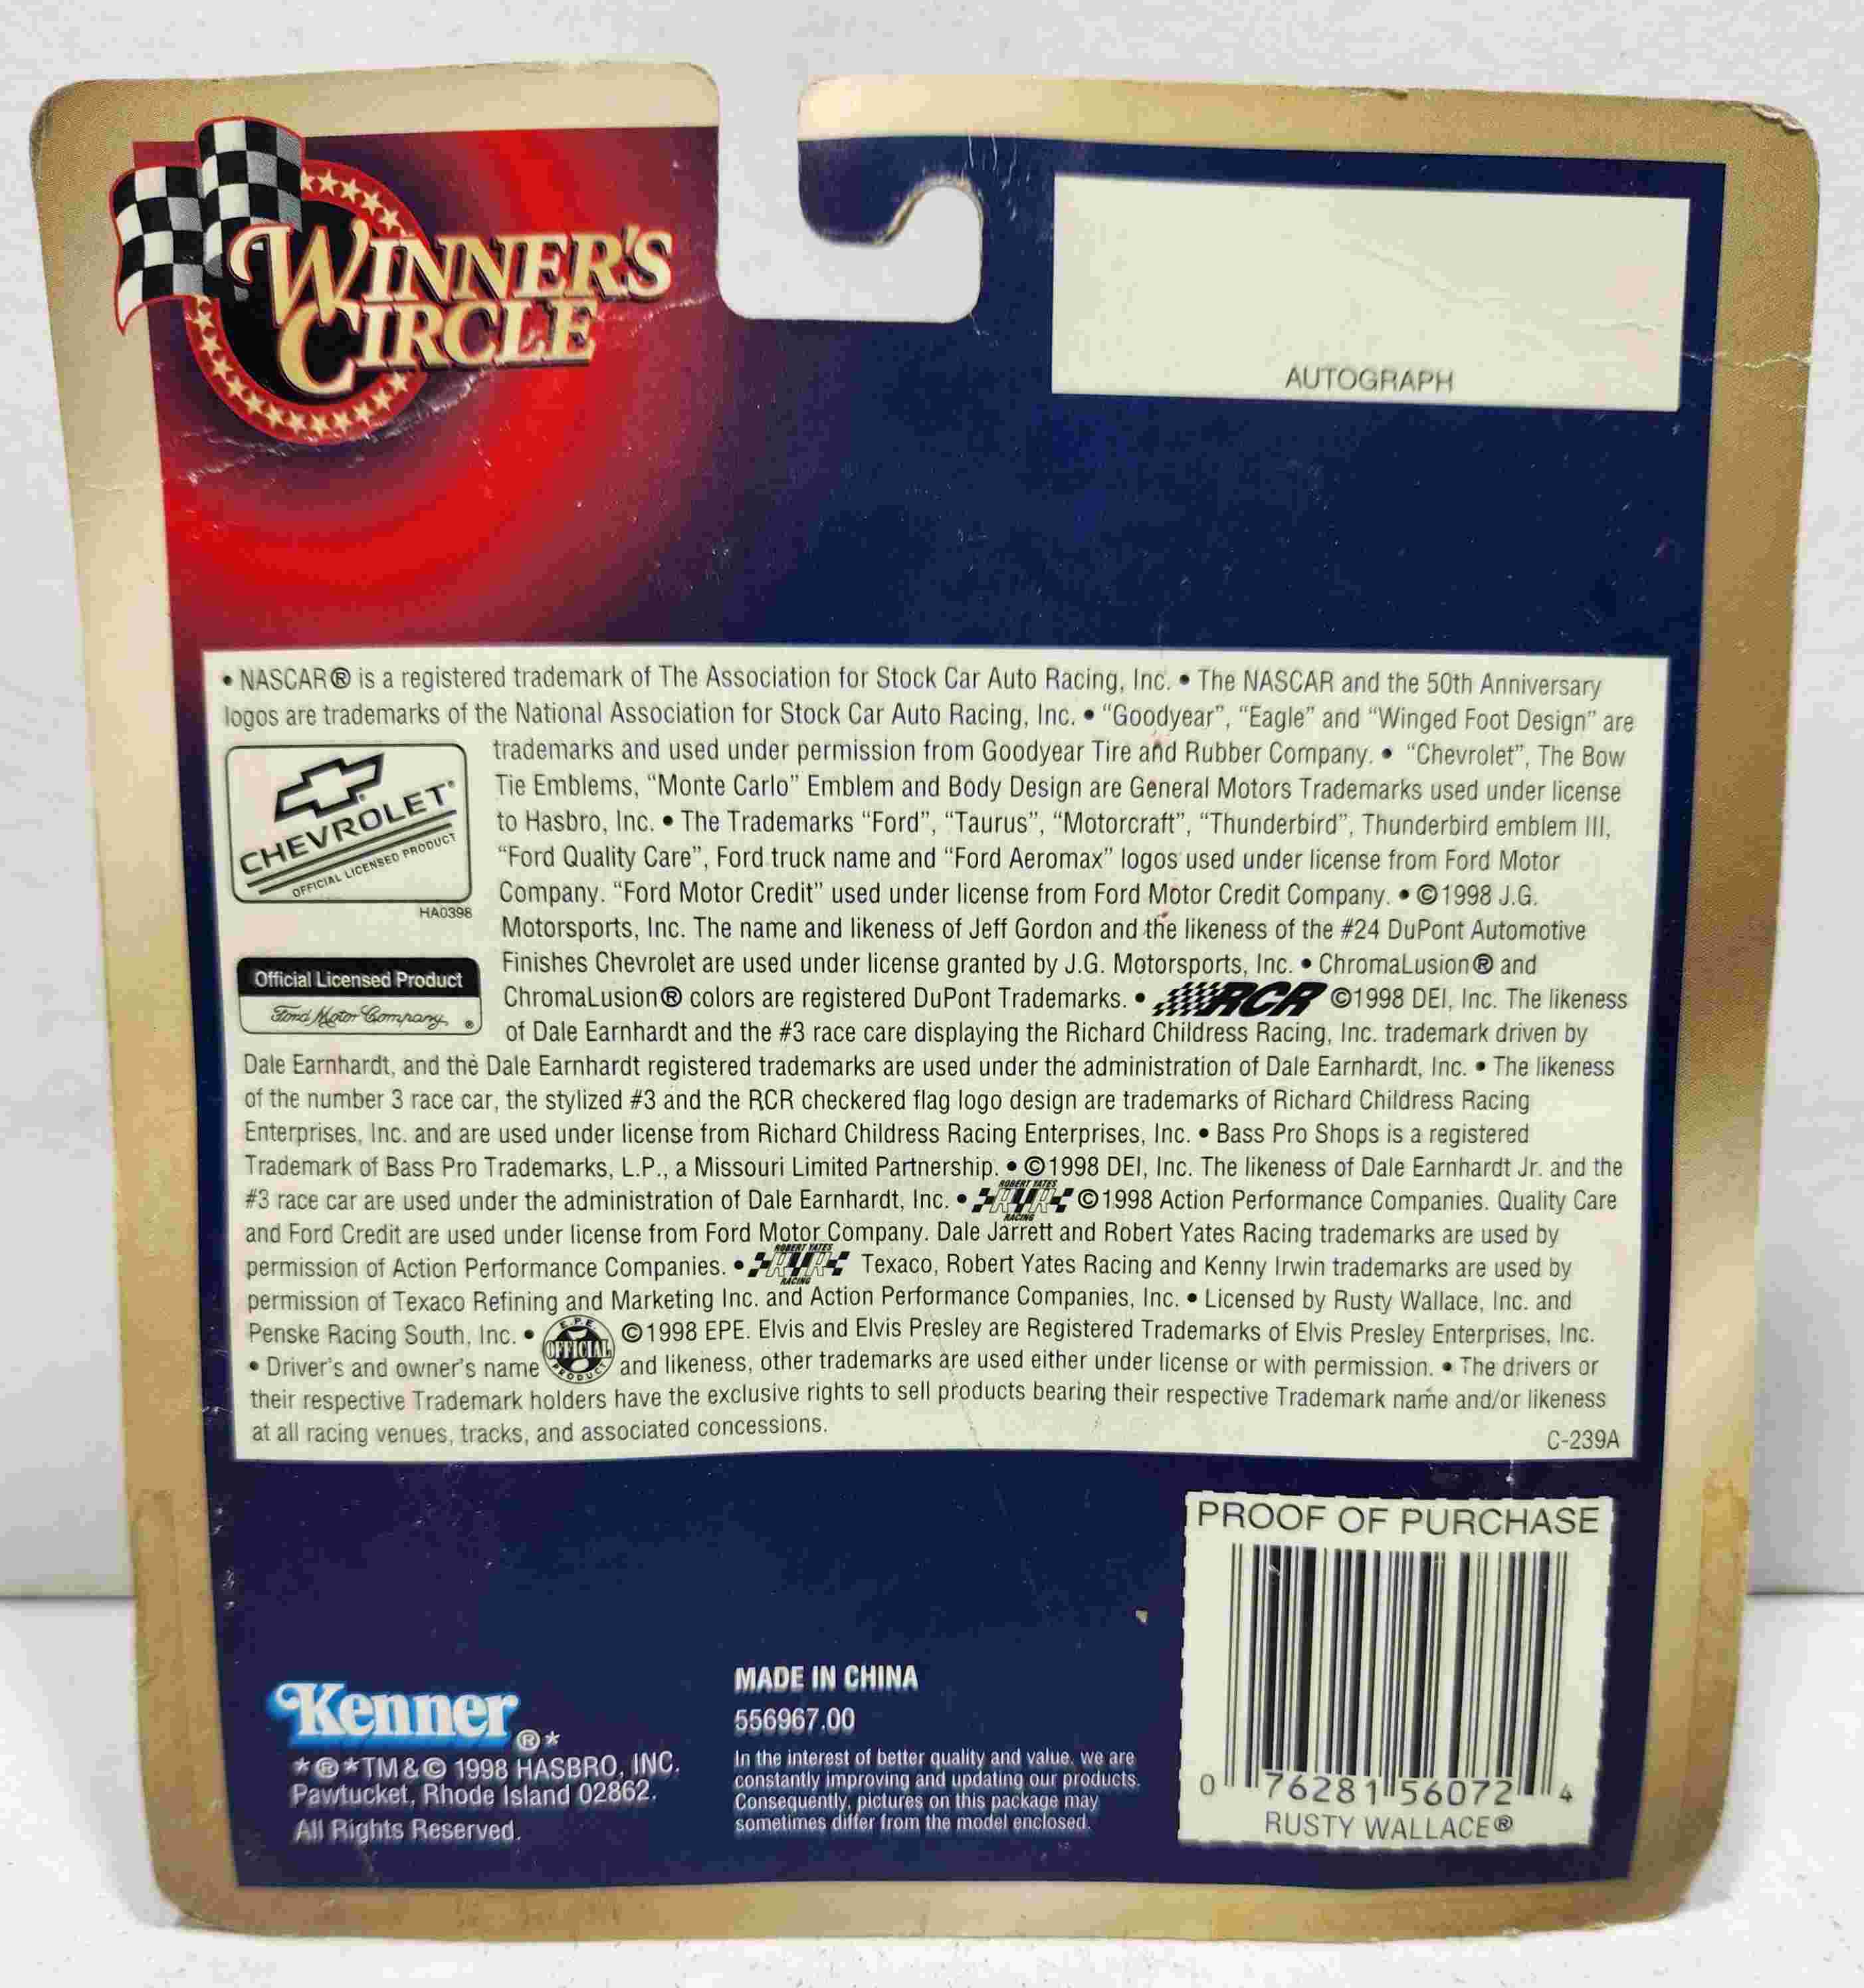 WINNER'S
CIRCLE
AUTOGRAPH
• NASCAR® is a registered trademark of The Association for Stock Car Auto Racing, Inc. • The NASCAR and the 50th Anniversary
logos are trademarks of the National Association for Stock Car Auto Racing, Inc. • “Goodyear”, “Eagle” and “Winged Foot Design” are
trademarks and used under permission from Goodyear Tire and Rubber Company. • “Chevrolet”, The Bow
Tie Emblems, “Monte Carlo” Emblem and Body Design are General Motors Trademarks used under license
to Hasbro, Inc. • The Trademarks “Ford”, “Taurus”, “Motorcraft”, “Thunderbird”, Thunderbird emblem III,
“Ford Quality Care”, Ford truck name and “Ford Aeromax” logos used under license from Ford Motor
Company. “Ford Motor Credit” used under license from Ford Motor Credit Company. • ©1998 J.G.
Motorsports, Inc. The name and likeness of Jeff Gordon and the likeness of the #24 DuPont Automotive
Finishes Chevrolet are used under license granted by J.G. Motorsports, Inc. • ChromaLusion® and
ChromaLusion® colors are registered DuPont Trademarks. • RCR ©1998 DEI, Inc. The likeness
of Dale Earnhardt and the #3 race care displaying the Richard Childress Racing, Inc. trademark driven by
Dale Earnhardt, and the Dale Earnhardt registered trademarks are used under the administration of Dale Earnhardt, Inc. • The likeness
of the number 3 race car, the stylized #3 and the RCR checkered flag logo design are trademarks of Richard Childress Racing
Enterprises, Inc. and are used under license from Richard Childress Racing Enterprises, Inc. • Bass Pro Shops is a registered
Trademark of Bass Pro Trademarks, L.P., a Missouri Limited Partnership. • ©1998 DEI, Inc. The likeness of Dale Earnhardt Jr. and the
#3 race car are used under the administration of Dale Earnhardt, Inc. • ROBERT YATES RYR RACING ©1998 Action Performance Companies. Quality Care
and Ford Credit are used under license from Ford Motor Company. Dale Jarrett and Robert Yates Racing trademarks are used by
permission of Action Performance Companies. • ROBERT YATES RYR RACING Texaco, Robert Yates Racing and Kenny Irwin trademarks are used by
permission of Texaco Refining and Marketing Inc. and Action Performance Companies, Inc. • Licensed by Rusty Wallace, Inc. and
Penske Racing South, Inc. • E.P.E. OFFICIAL PRODUCT ©1998 EPE. Elvis and Elvis Presley are Registered Trademarks of Elvis Presley Enterprises, Inc.
• Driver's and owner's name and likeness, other trademarks are used either under license or with permission. • The drivers or
their respective Trademark holders have the exclusive rights to sell products bearing their respective Trademark name and/or likeness
at all racing venues, tracks, and associated concessions.
C-239A
CHEVROLET®
OFFICIAL LICENSED PRODUCT
HA0398
Official Licensed Product
Ford Motor Company ®
Kenner ®*
*®*TM & © 1998 HASBRO, INC.
Pawtucket, Rhode Island 02862.
All Rights Reserved.
MADE IN CHINA
556967.00
In the interest of better quality and value, we are
constantly improving and updating our products.
Consequently, pictures on this package may
sometimes differ from the model enclosed.
PROOF OF PURCHASE
0 76281 56072 4
RUSTY WALLACE®